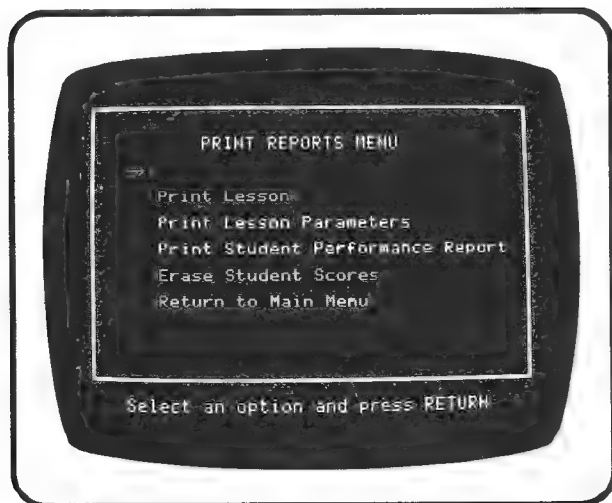 PRINT REPORTS MENU
Print Lesson
Print Lesson Parameters
Print Student Performance Report
Erase Student Scores
Return to Main Menu
Select an option and press RETURN